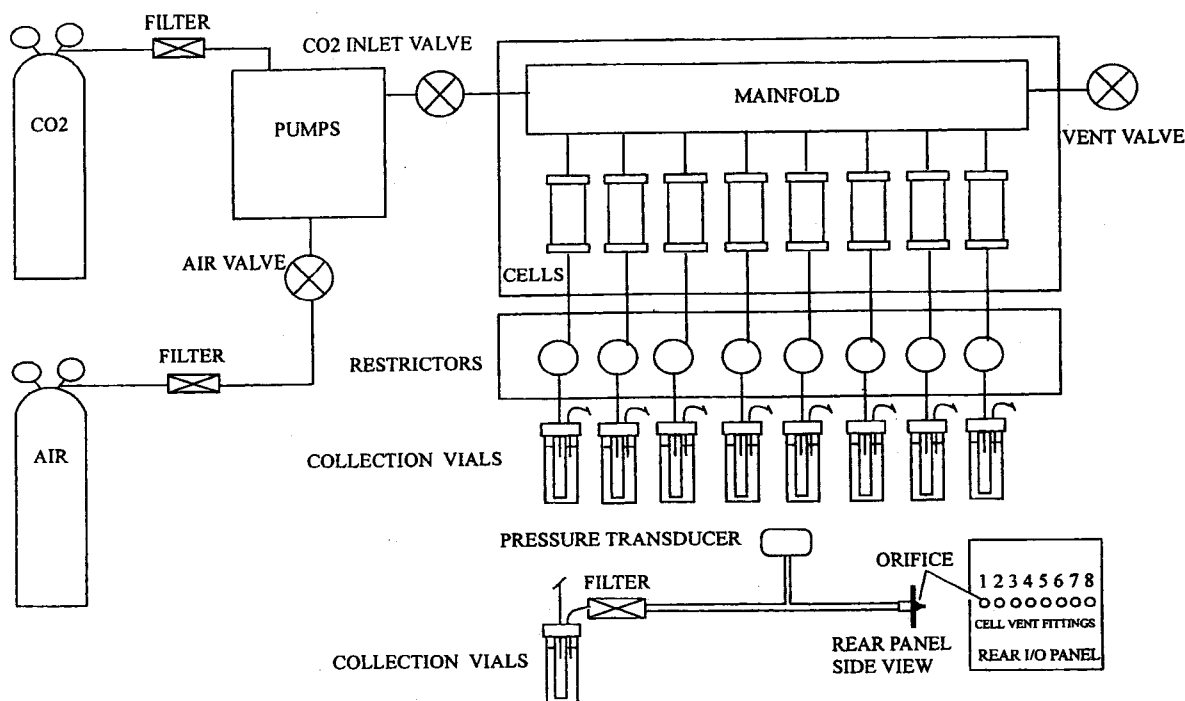 FILTER
CO2 INLET VALVE
CO2
PUMPS
MAINFOLD
VENT VALVE
AIR VALVE
CELLS
FILTER
RESTRICTORS
AIR
COLLECTION VIALS
PRESSURE TRANSDUCER
ORIFICE
FILTER
1 2 3 4 5 6 7 8
CELL VENT FITTINGS
REAR I/O PANEL
REAR PANEL
SIDE VIEW
COLLECTION VIALS